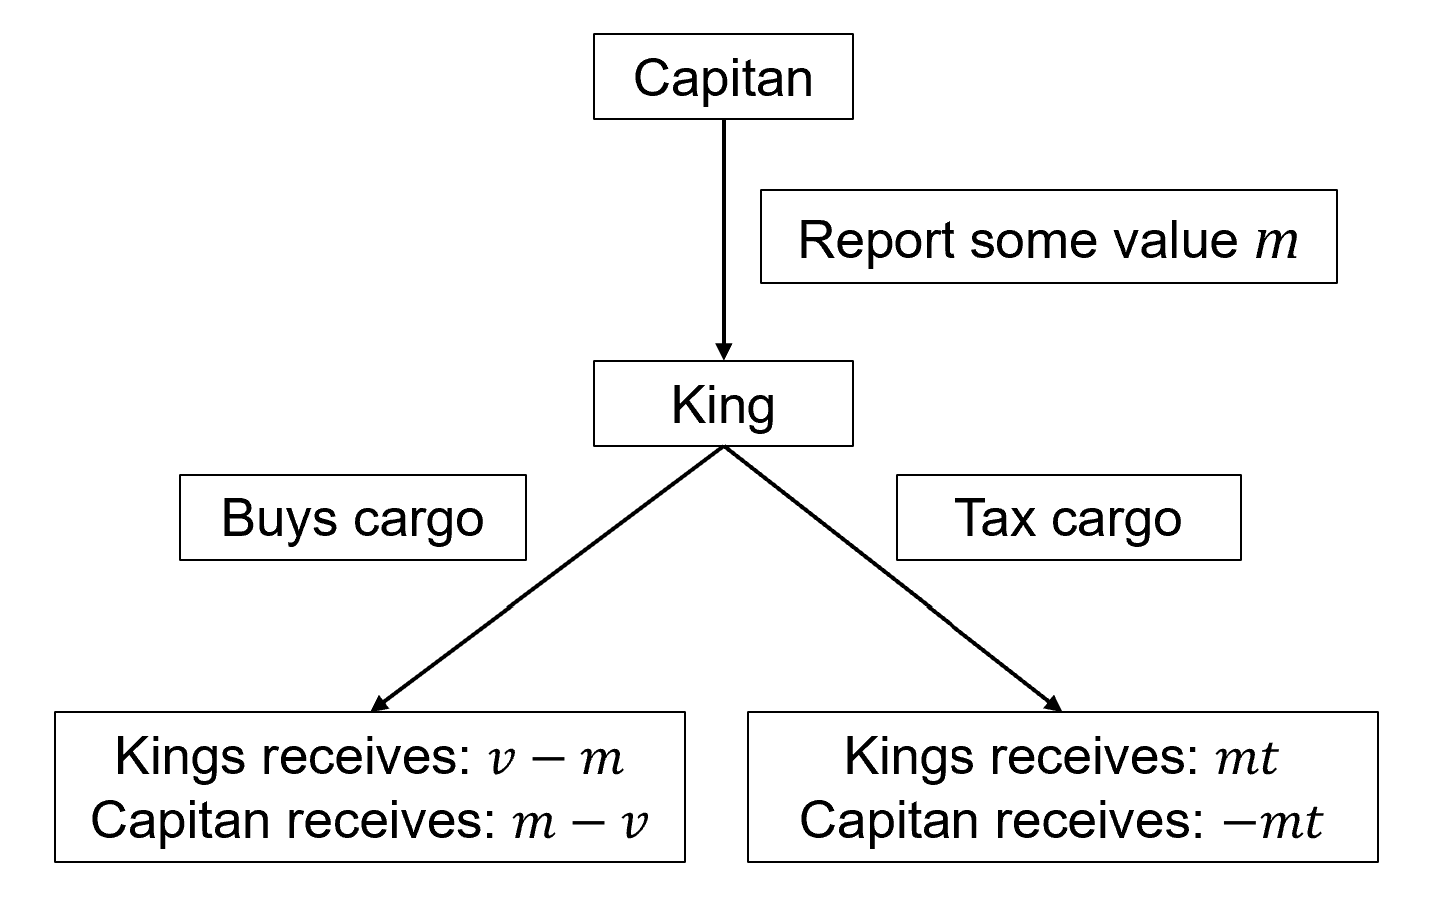 Capitan
Report some value m
King
Buys cargo
Tax cargo
Kings receives: v − m
Capitan receives: m − v
Kings receives: mt
Capitan receives: −mt